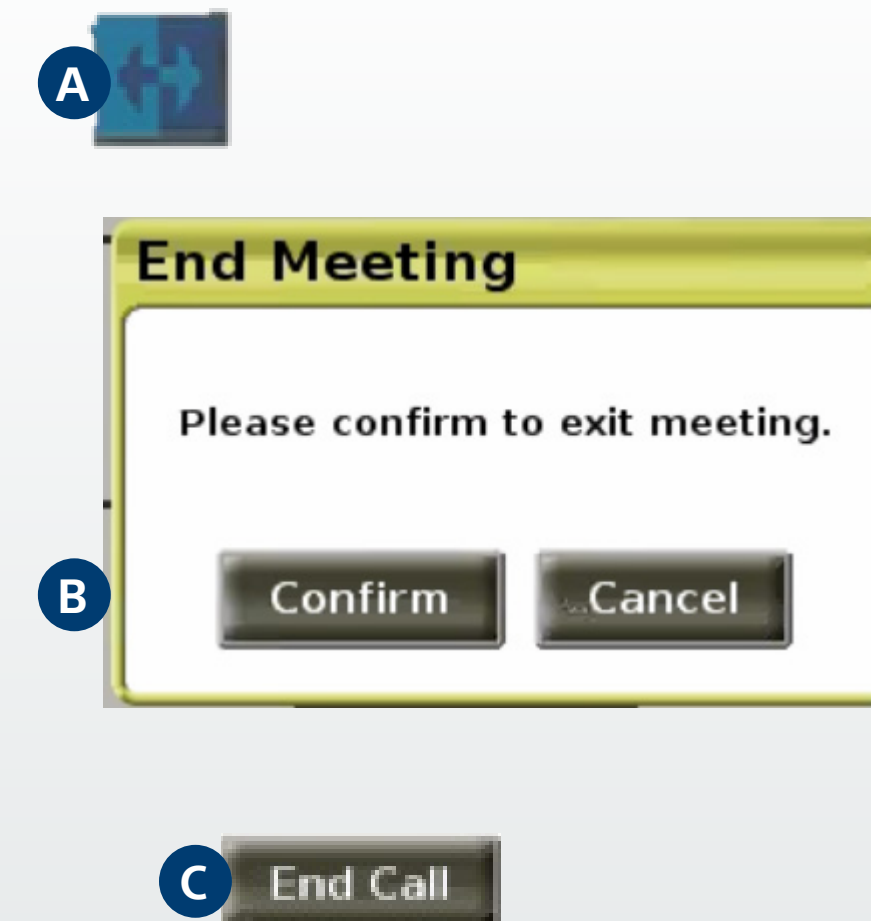 A
End Meeting
Please confirm to exit meeting.
B
Confirm Cancel
C
End Call